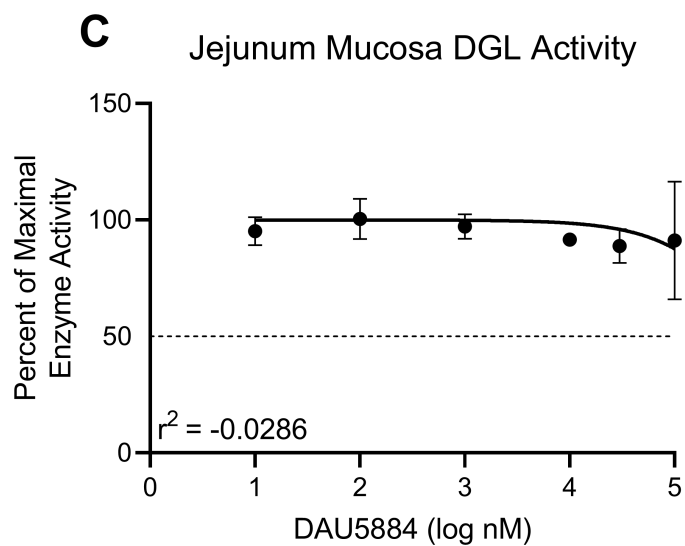 C
Jejunum Mucosa DGL Activity
Percent of Maximal
Enzyme Activity
150
100
50
0
r² = -0.0286
0 1 2 3 4 5
DAU5884 (log nM)